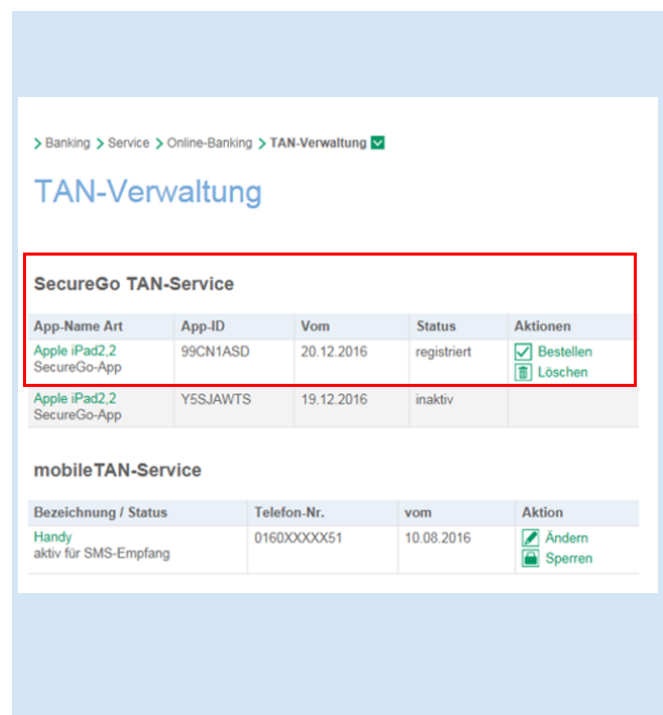 Banking Service Online-Banking TAN-Verwaltung
TAN-Verwaltung
SecureGo TAN-Service
App-Name Art App-ID Vom Status Aktionen
Apple iPad2,2 99CN1ASD 20.12.2016 registriert Bestellen
SecureGo-App Löschen
Apple iPad2,2 Y5SJAWTS 19.12.2016 inaktiv
SecureGo-App
mobileTAN-Service
Bezeichnung / Status Telefon-Nr. vom Aktion
Handy 0160XXXXX51 10.08.2016 Ändern
aktiv für SMS-Empfang Sperren